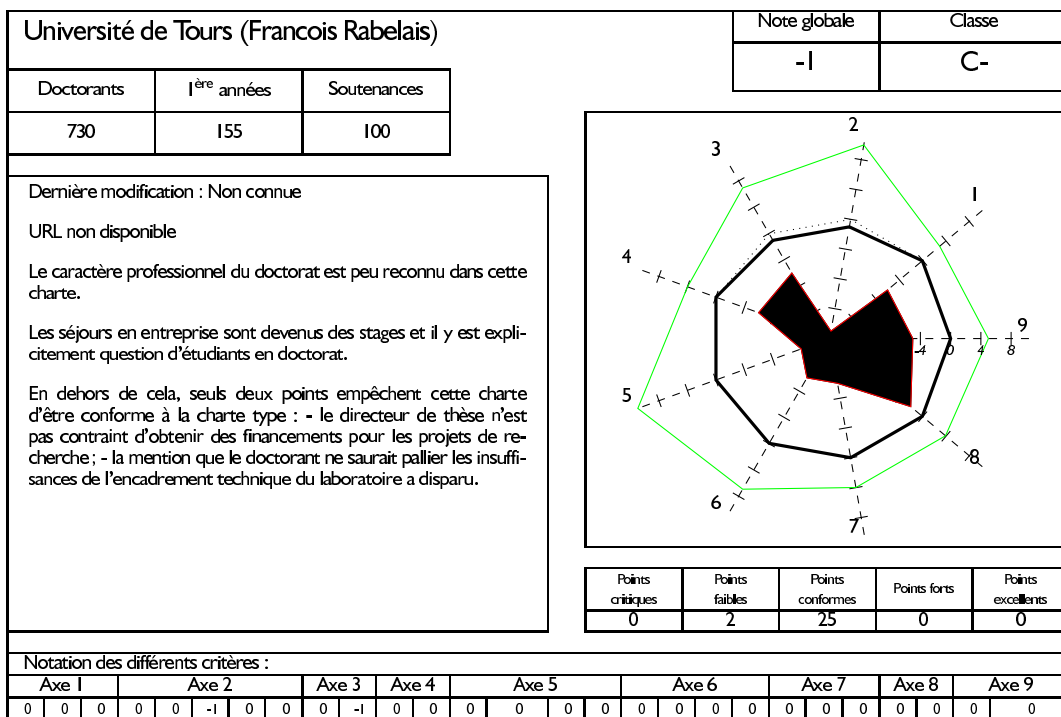 Université de Tours (Francois Rabelais)
Note globale Classe
-1 C-
Doctorants 1ère années Soutenances
730 155 100
Dernière modification : Non connue
URL non disponible
Le caractère professionnel du doctorat est peu reconnu dans cette
charte.
Les séjours en entreprise sont devenus des stages et il y est expli-
citement question d'étudiants en doctorat.
En dehors de cela, seuls deux points empêchent cette charte
d'être conforme à la charte type : - le directeur de thèse n'est
pas contraint d'obtenir des financements pour les projets de re-
cherche ; - la mention que le doctorant ne saurait pallier les insuffi-
sances de l'encadrement technique du laboratoire a disparu.
2
3
1
4
9
-4 0 4 8
5
8
6
7
Points critiques Points faibles Points conformes Points forts Points excellents
0 2 25 0 0
Notation des différents critères :
Axe 1 Axe 2 Axe 3 Axe 4 Axe 5 Axe 6 Axe 7 Axe 8 Axe 9
0 0 0 0 0 -1 0 0 0 -1 0 0 0 0 0 0 0 0 0 0 0 0 0 0 0 0 0